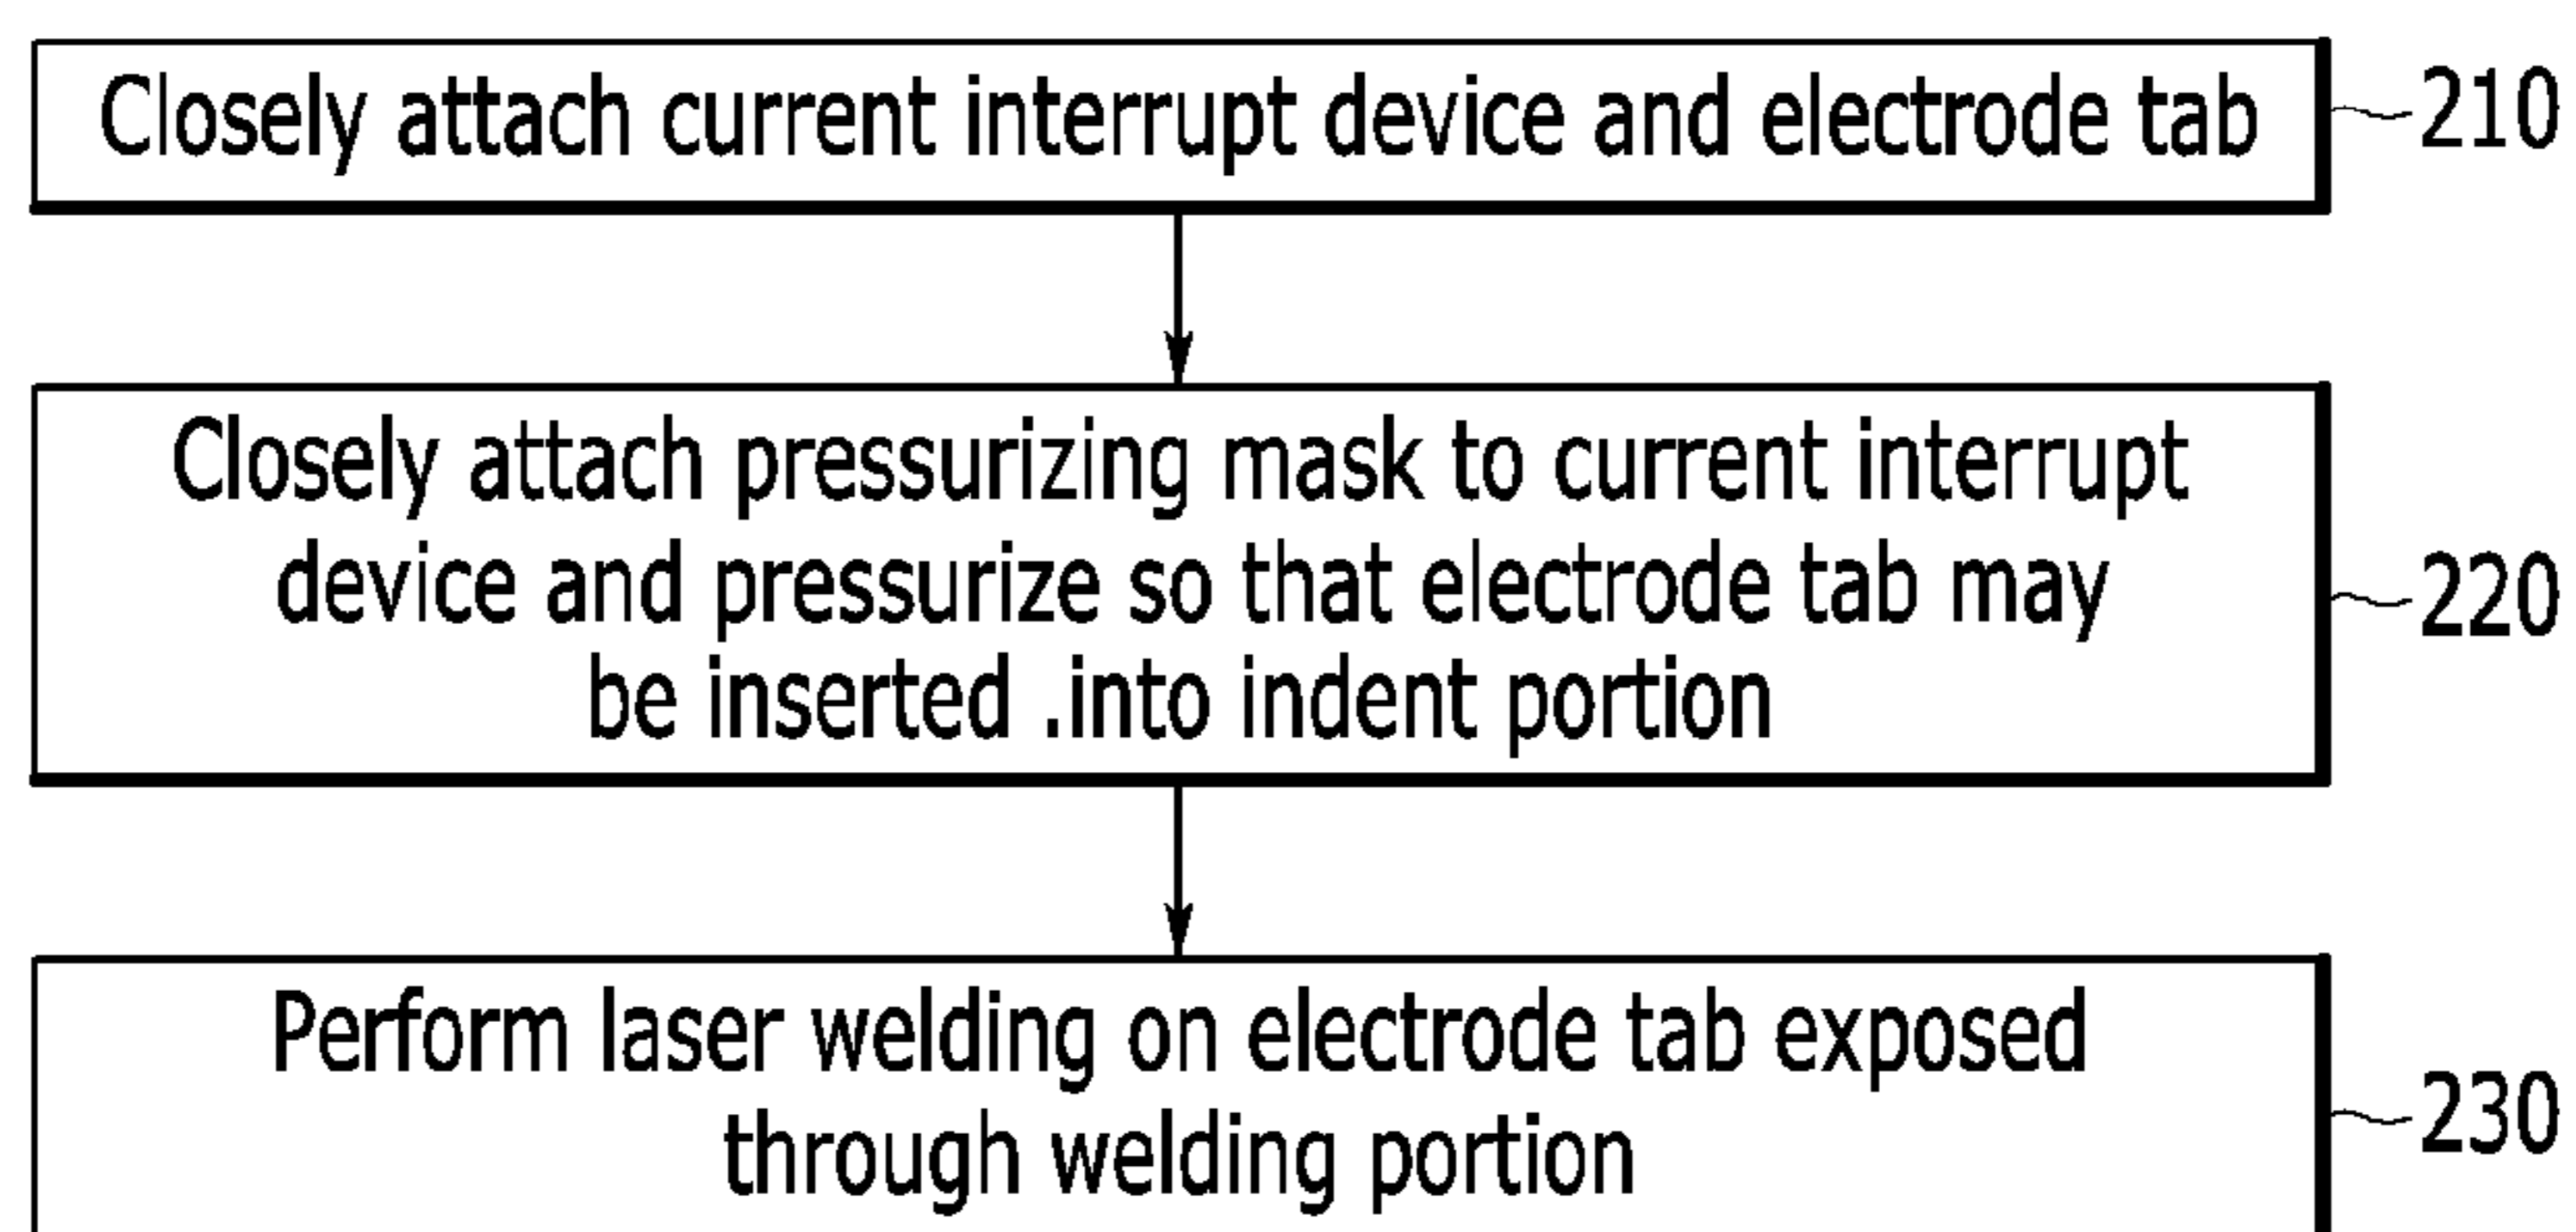 Closely attach current interrupt device and electrode tab
210
Closely attach pressurizing mask to current interrupt
device and pressurize so that electrode tab may
220
be inserted .into indent portion
Perform laser welding on electrode tab exposed
230
through welding portion